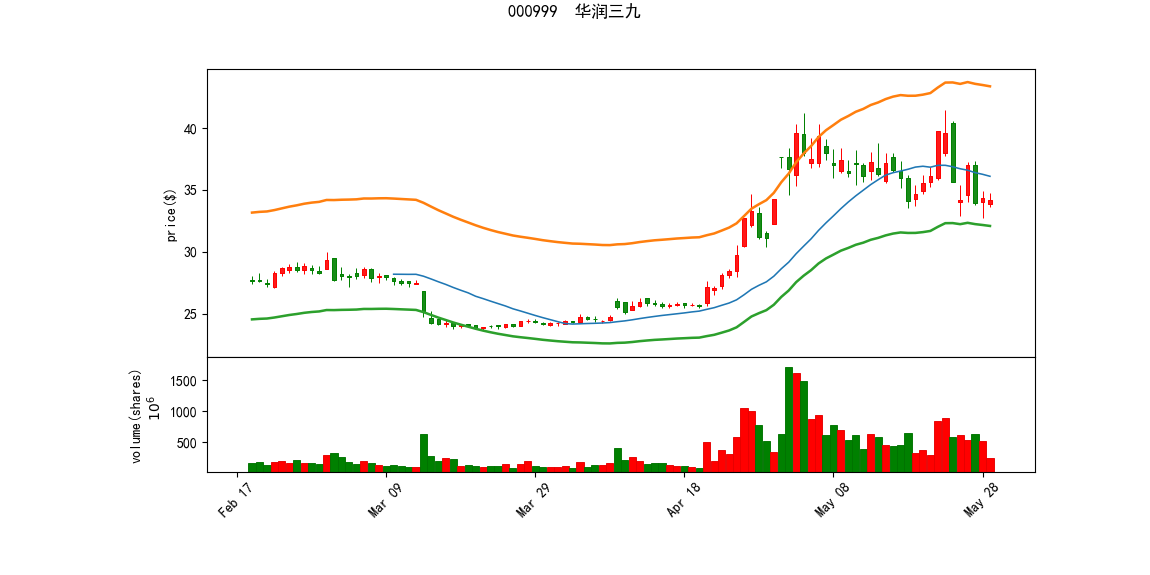 000999  华润三九
price($)
40
35
30
25
volume(shares)
10^6
1500
1000
500
Feb 17
Mar 09
Mar 29
Apr 18
May 08
May 28